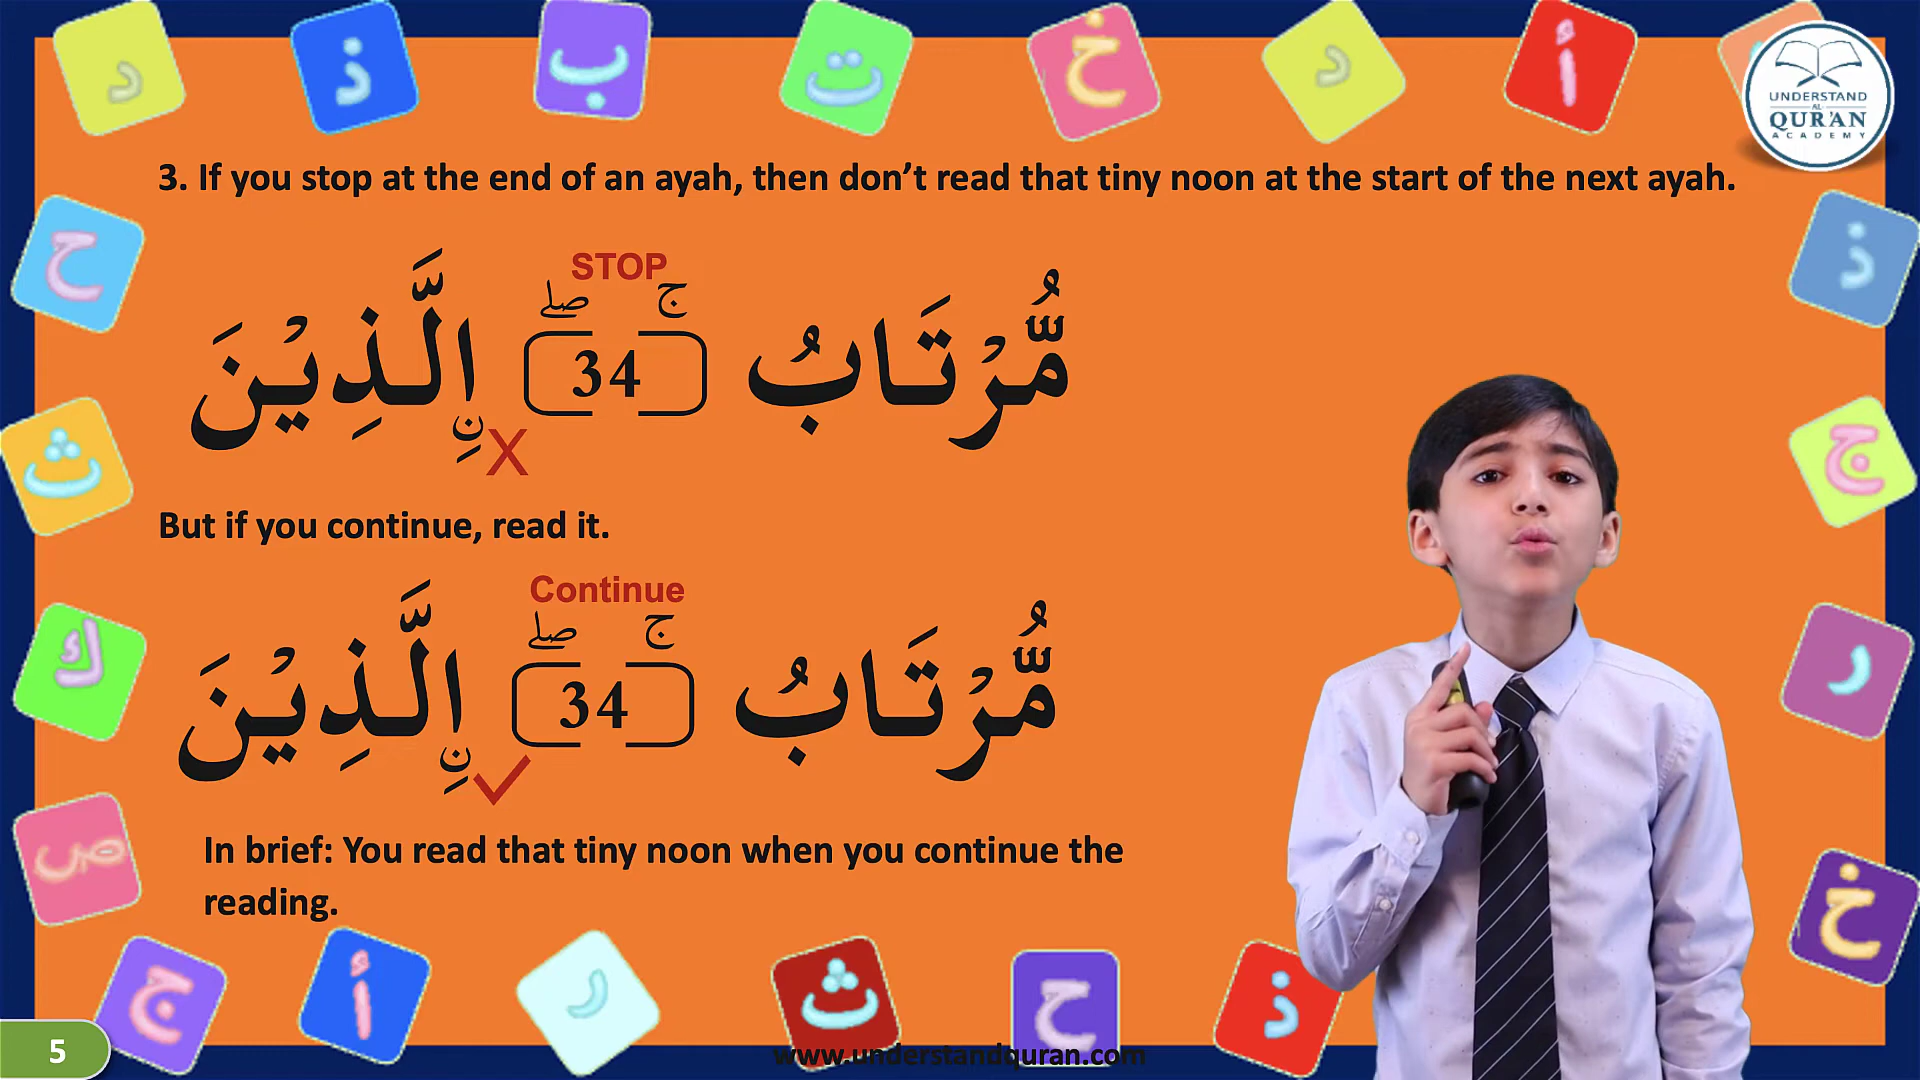 د ذ ب ت خ د أ
UNDERSTAND
AL
QUR'AN
ACADEMY
3. If you stop at the end of an ayah, then don’t read that tiny noon at the start of the next ayah.
ح
ذ
STOP
ج صلے
مُّرْتَابُ 34 ۨالَّذِيْنَ
X
ث
ج
But if you continue, read it.
Continue
ج صلے
مُّرْتَابُ 34 ۨالَّذِيْنَ
✓
ك
ر
In brief: You read that tiny noon when you continue the
reading.
ص
خ
ج أ ر ث ح ذ
5
www.understandquran.com